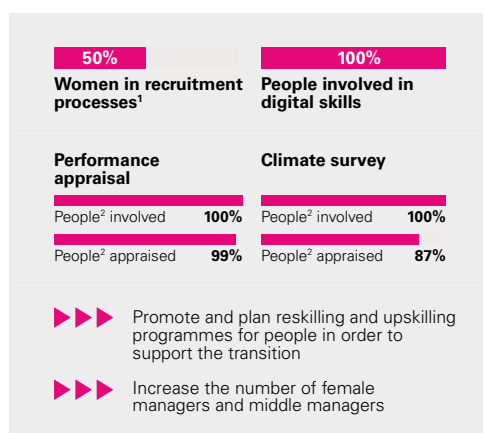 50%
Women in recruitment
processes¹
100%
People involved in
digital skills
Performance
appraisal
People² involved 100%
People² appraised 99%
Climate survey
People² involved 100%
People² appraised 87%
Promote and plan reskilling and upskilling
programmes for people in order to
support the transition
Increase the number of female
managers and middle managers